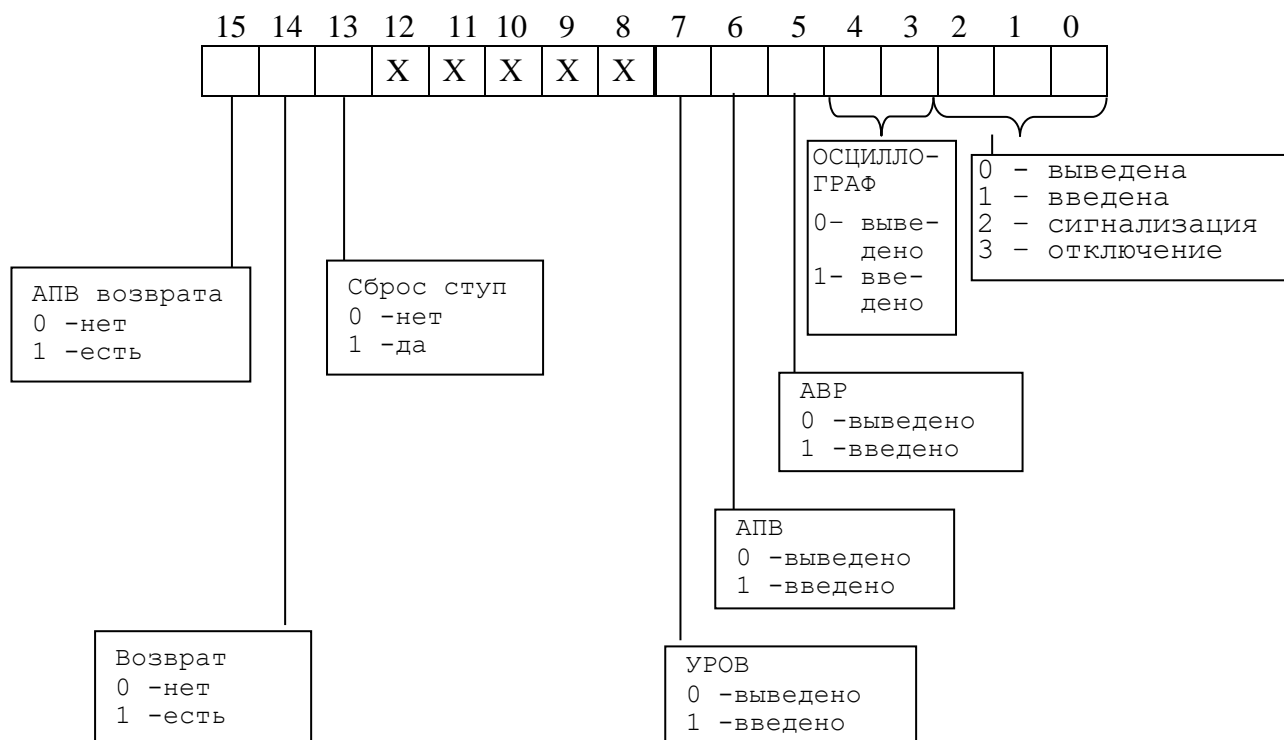 15 14 13 12 11 10 9 8 7 6 5 4 3 2 1 0
X X X X X
ОСЦИЛЛО-
ГРАФ
0– выве-
дено
1- вве-
дено
0 – выведена
1 – введена
2 – сигнализация
3 – отключение
АПВ возврата
0 -нет
1 -есть
Сброс ступ
0 -нет
1 -да
АВР
0 -выведено
1 -введено
АПВ
0 -выведено
1 -введено
Возврат
0 -нет
1 -есть
УРОВ
0 -выведено
1 -введено